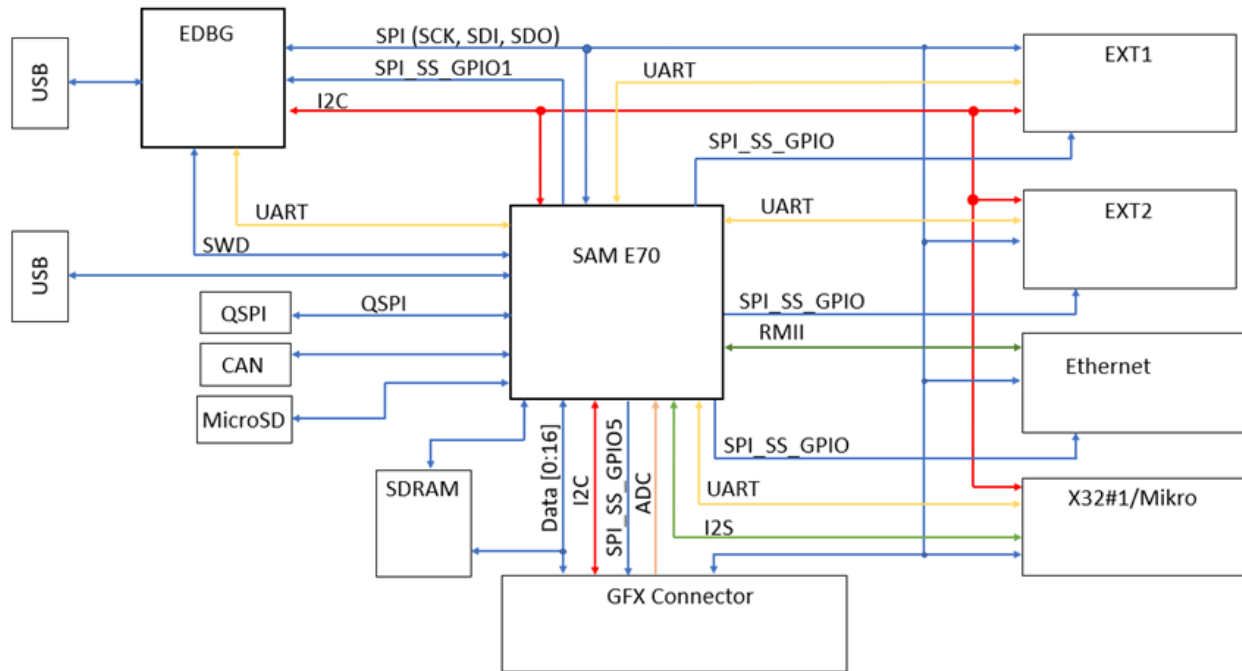 EDBG
SPI (SCK, SDI, SDO)
EXT1
USB
SPI_SS_GPIO1
UART
I2C
SPI_SS_GPIO
UART
SWD
SAM E70
UART
EXT2
USB
QSPI
QSPI
SPI_SS_GPIO
RMII
CAN
Ethernet
MicroSD
SPI_SS_GPIO
SDRAM
Data [0:16]
I2C
SPI_SS_GPIO5
ADC
UART
I2S
X32#1/Mikro
GFX Connector